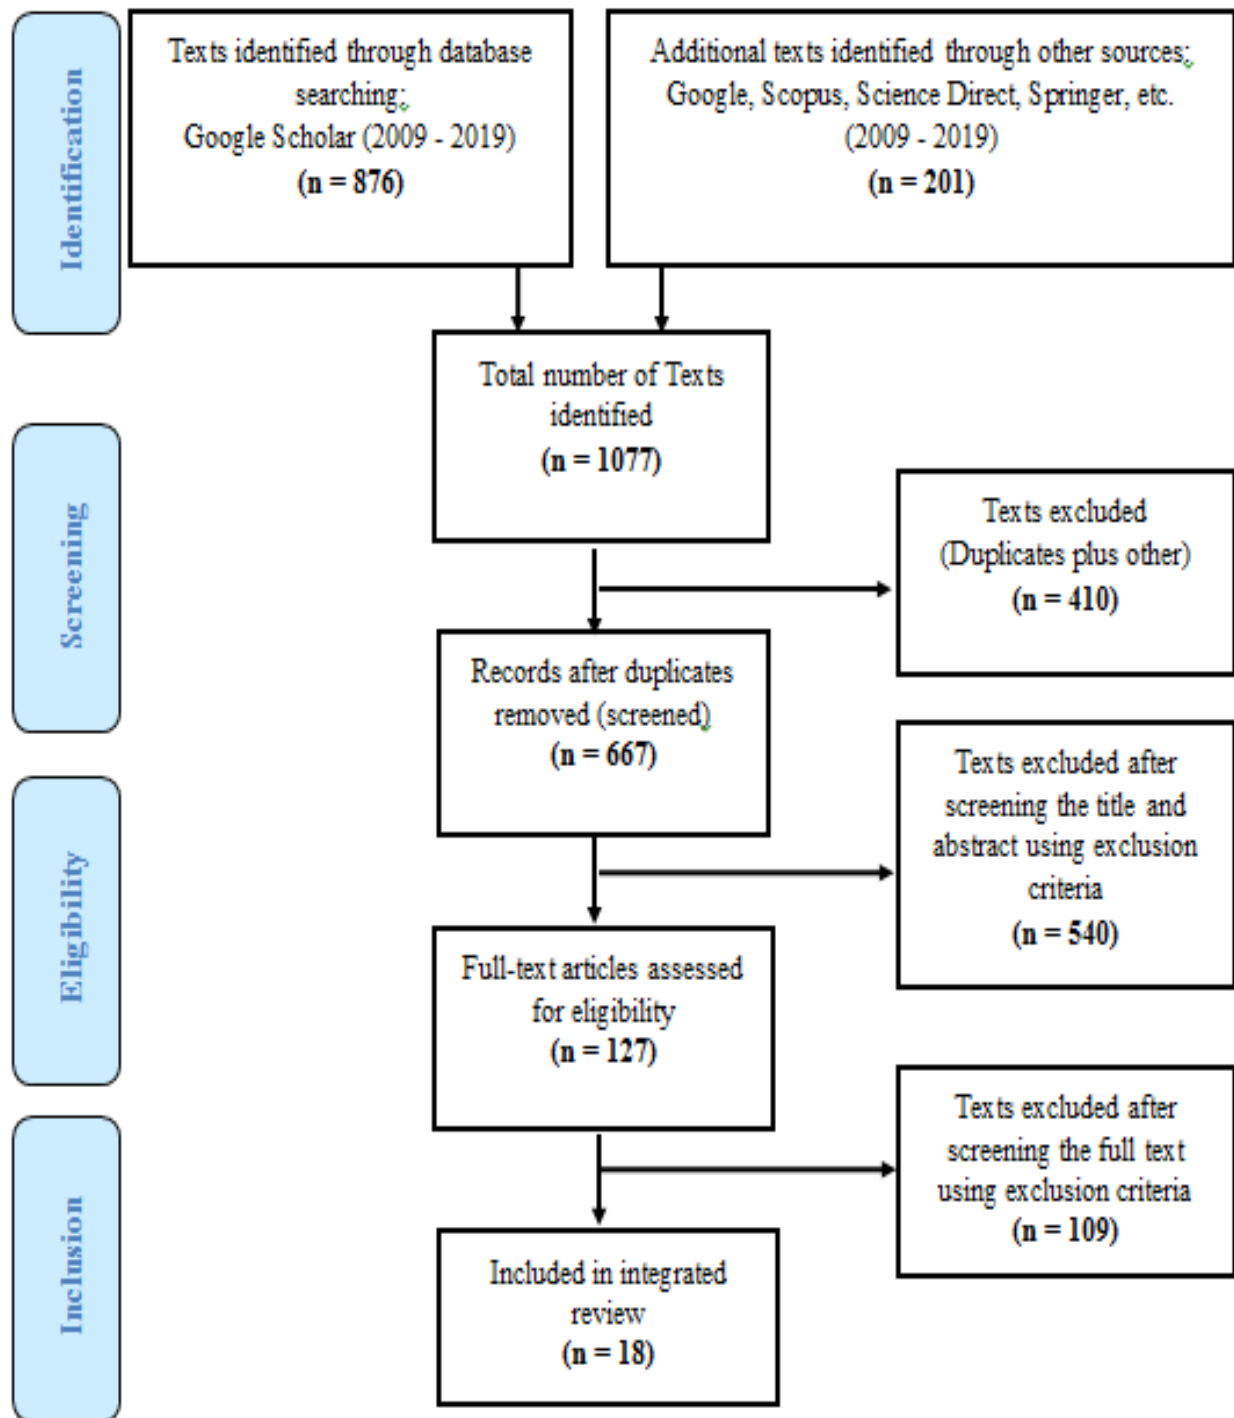 Identification
Texts identified through database
searching;
Google Scholar (2009 - 2019)
(n = 876)
Additional texts identified through other sources;
Google, Scopus, Science Direct, Springer, etc.
(2009 - 2019)
(n = 201)
Total number of Texts
identified
(n = 1077)
Screening
Texts excluded
(Duplicates plus other)
(n = 410)
Records after duplicates
removed (screened)
(n = 667)
Texts excluded after
screening the title and
abstract using exclusion
criteria
(n = 540)
Eligibility
Full-text articles assessed
for eligibility
(n = 127)
Texts excluded after
screening the full text
using exclusion criteria
(n = 109)
Inclusion
Included in integrated
review
(n = 18)